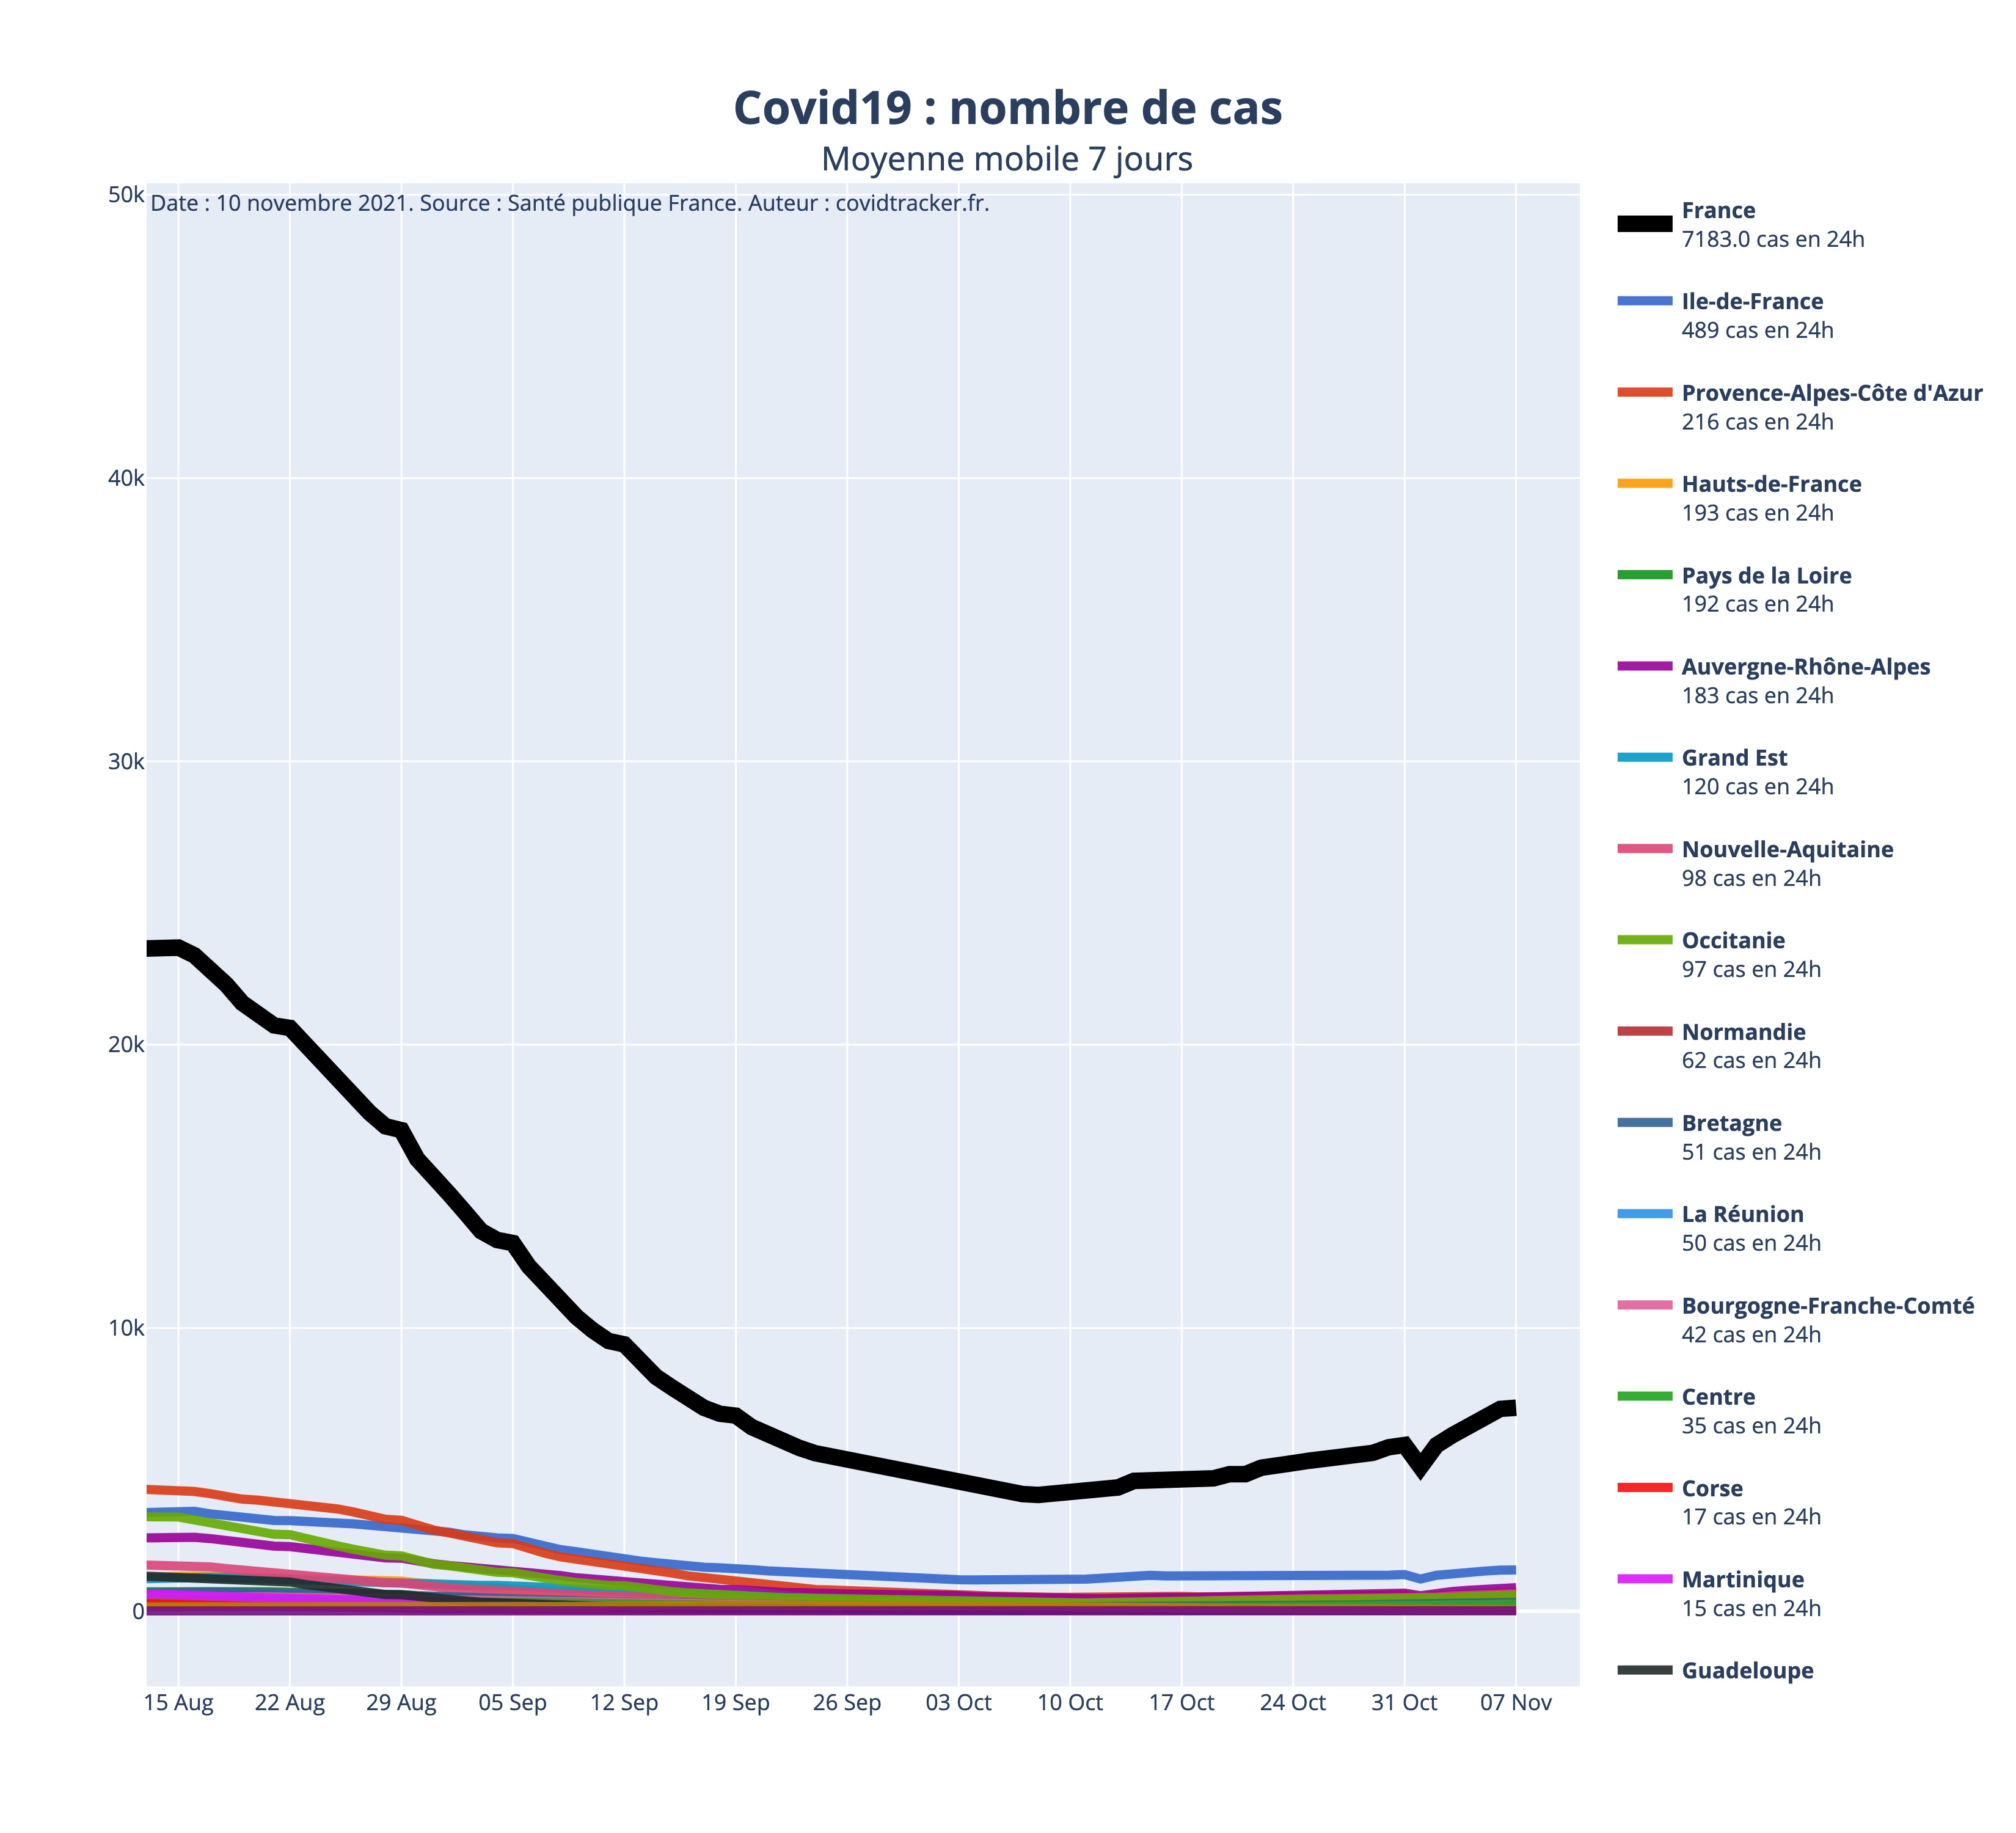 Covid19 : nombre de cas
Moyenne mobile 7 jours
Date : 10 novembre 2021. Source : Santé publique France. Auteur : covidtracker.fr.
50k
40k
30k
20k
10k
0
15 Aug
22 Aug
29 Aug
05 Sep
12 Sep
19 Sep
26 Sep
03 Oct
10 Oct
17 Oct
24 Oct
31 Oct
07 Nov
France
7183.0 cas en 24h
Ile-de-France
489 cas en 24h
Provence-Alpes-Côte d'Azur
216 cas en 24h
Hauts-de-France
193 cas en 24h
Pays de la Loire
192 cas en 24h
Auvergne-Rhône-Alpes
183 cas en 24h
Grand Est
120 cas en 24h
Nouvelle-Aquitaine
98 cas en 24h
Occitanie
97 cas en 24h
Normandie
62 cas en 24h
Bretagne
51 cas en 24h
La Réunion
50 cas en 24h
Bourgogne-Franche-Comté
42 cas en 24h
Centre
35 cas en 24h
Corse
17 cas en 24h
Martinique
15 cas en 24h
Guadeloupe